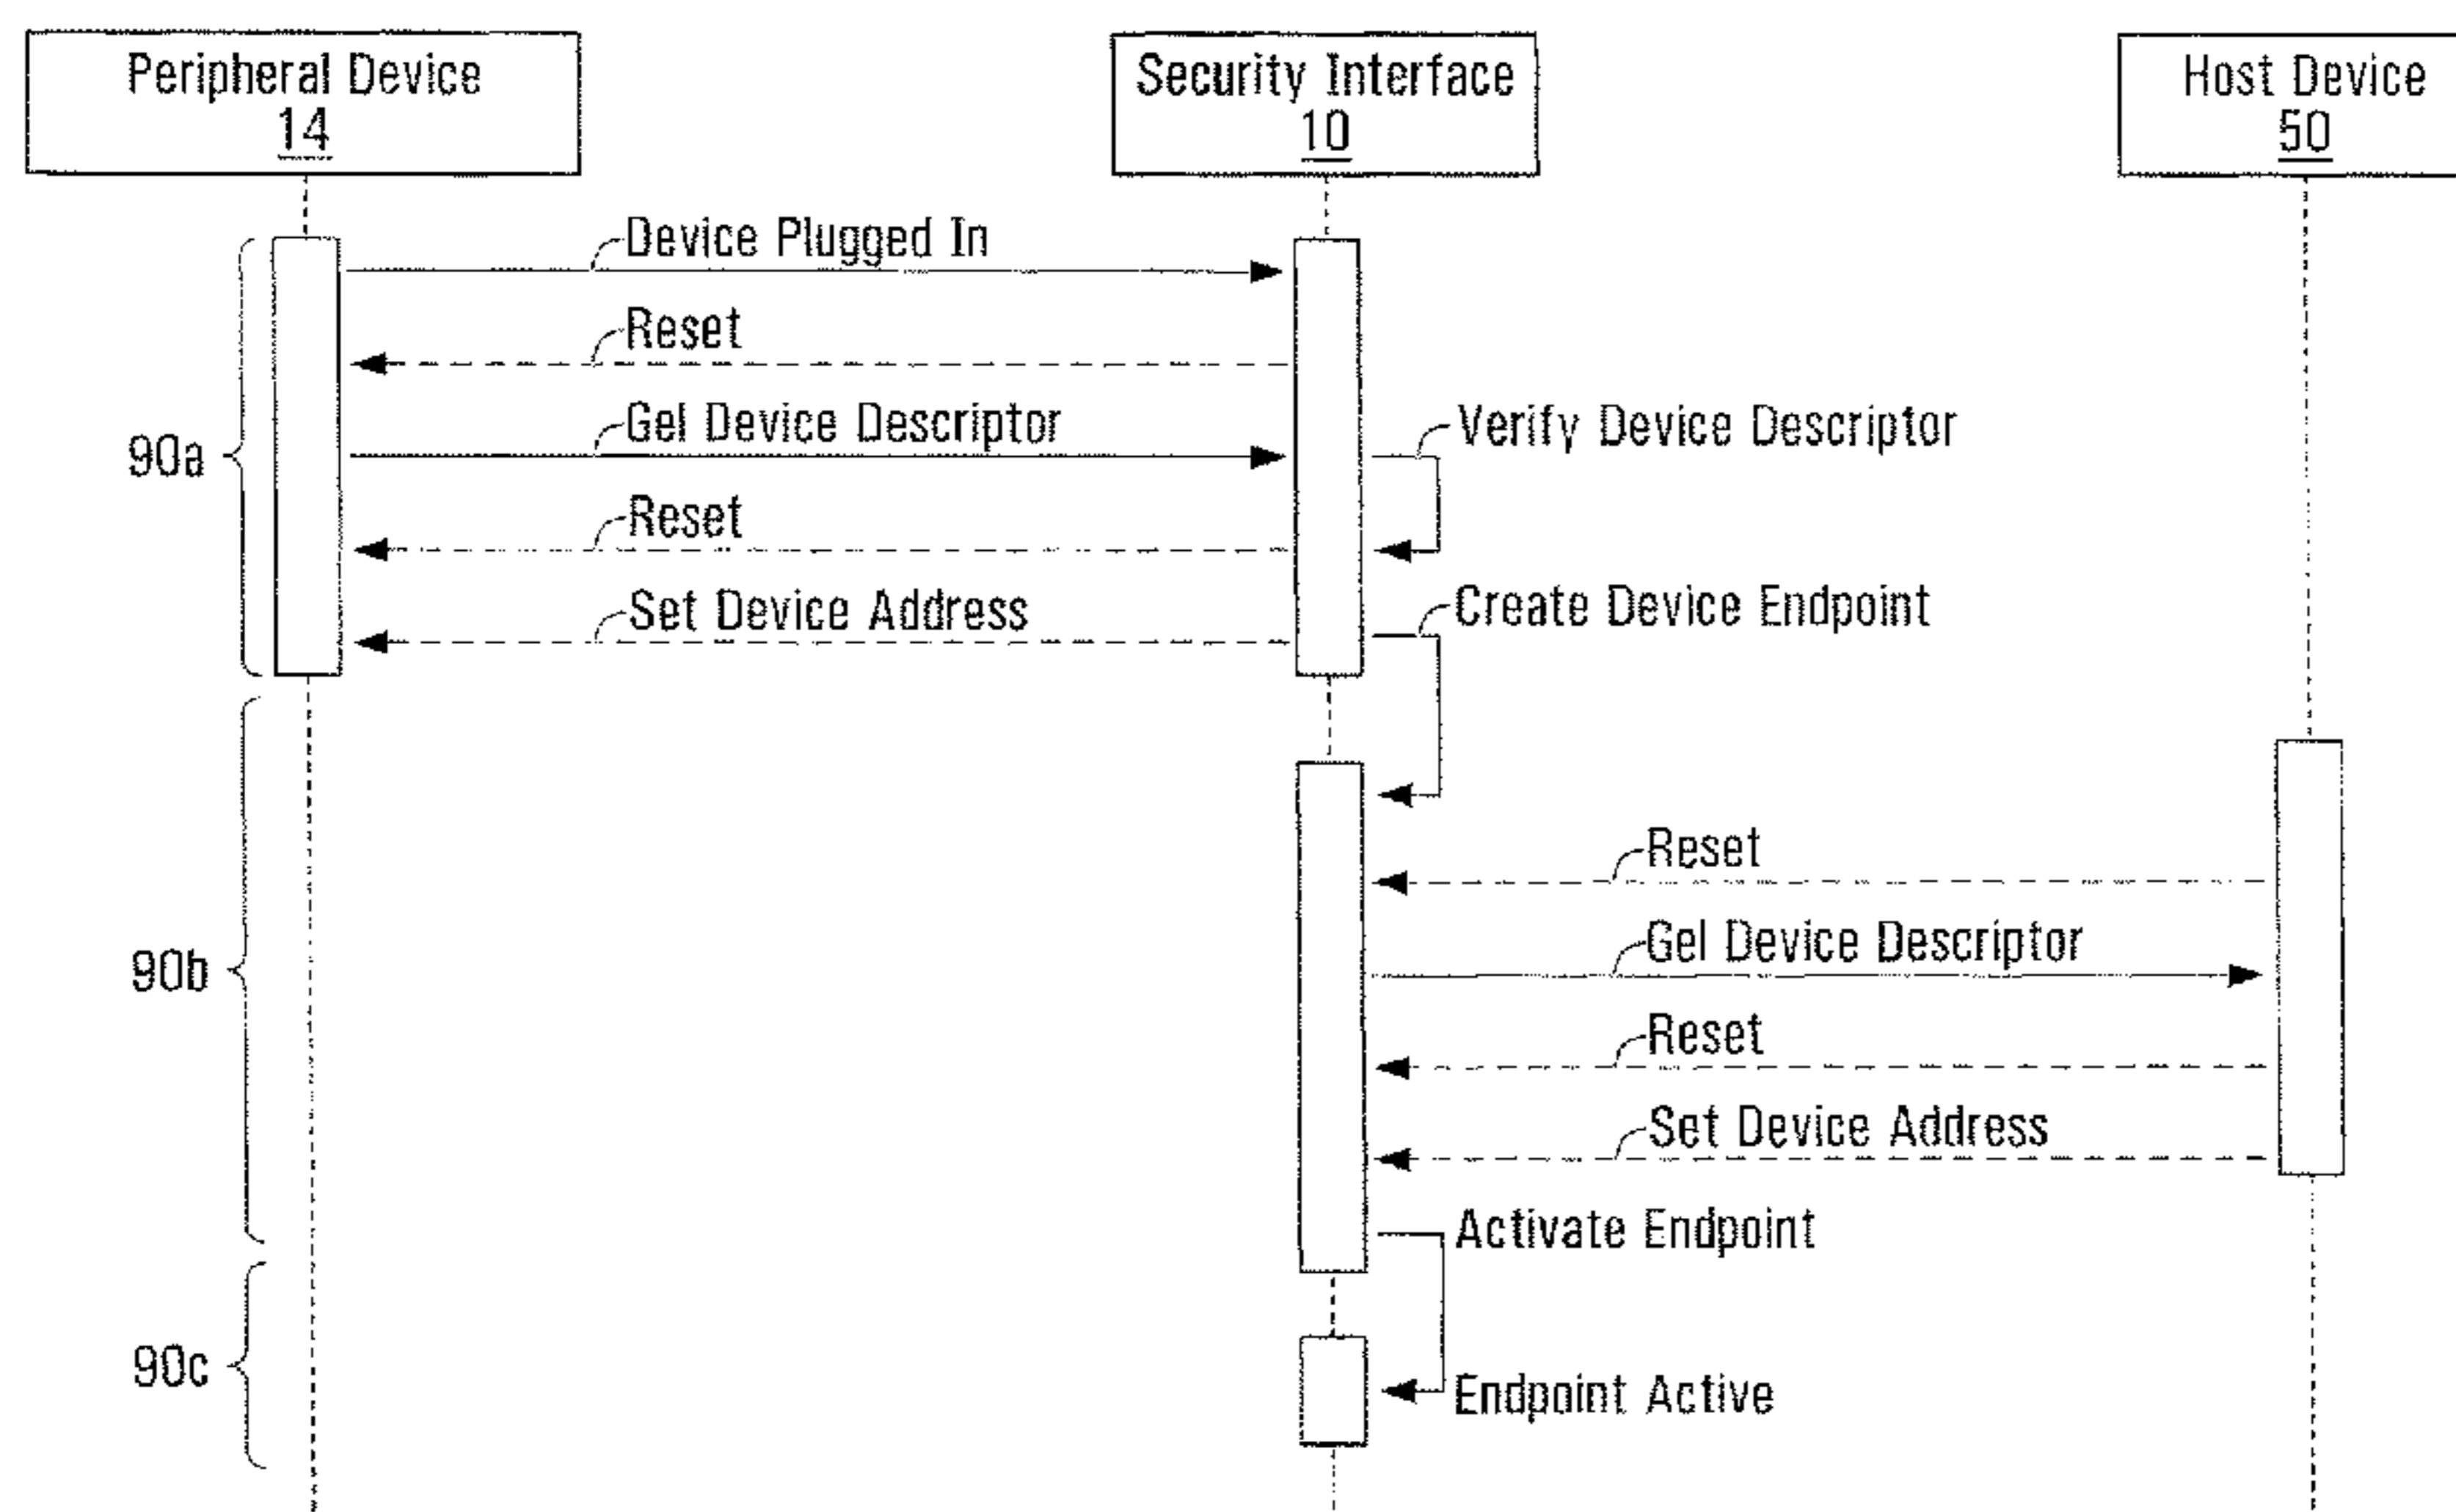 Peripheral Device
14
Security Interface
10
Host Device
50
Device Plugged In
Reset
Gel Device Descriptor
Verify Device Descriptor
90a
Reset
Set Device Address
Create Device Endpoint
Reset
Gel Device Descriptor
90b
Reset
Set Device Address
Activate Endpoint
90c
Endpoint Active